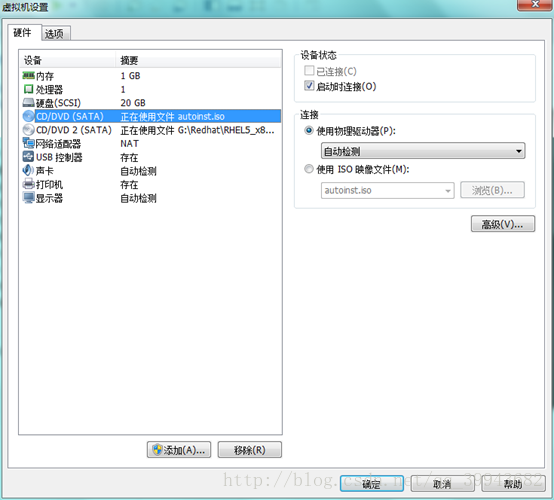 虚拟机设置
硬件 选项
设备 摘要
内存 1 GB
处理器 1
硬盘(SCSI) 20 GB
CD/DVD (SATA) 正在使用文件 autoinst.iso
CD/DVD 2 (SATA) 正在使用文件 G:\Redhat\RHEL5_x8...
网络适配器 NAT
USB 控制器 存在
声卡 自动检测
打印机 存在
显示器 自动检测
添加(A)... 移除(R)
设备状态
已连接(C)
启动时连接(O)
连接
使用物理驱动器(P):
自动检测
使用 ISO 映像文件(M):
autoinst.iso 浏览(B)...
高级(V)...
确定 取消 帮助